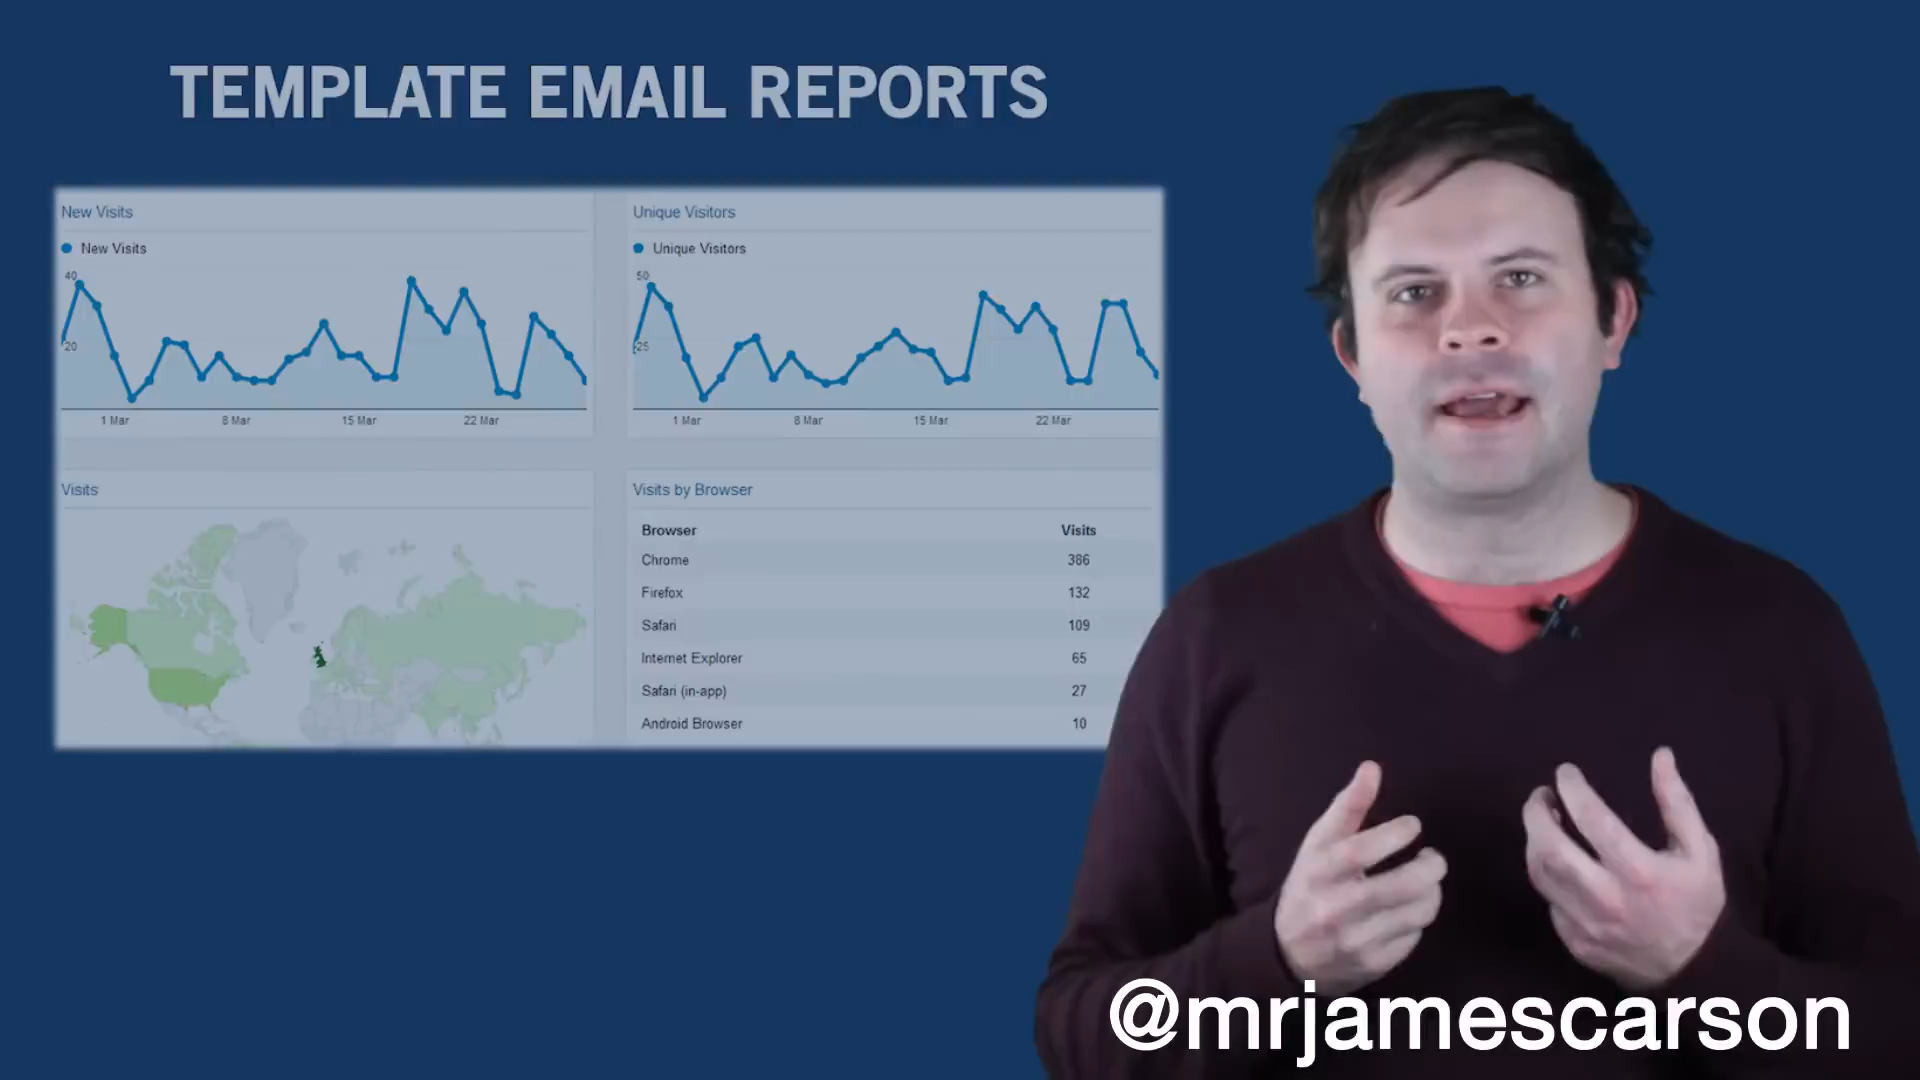 TEMPLATE EMAIL REPORTS
New Visits
New Visits
40
20
1 Mar
8 Mar
15 Mar
22 Mar
Unique Visitors
Unique Visitors
50
25
1 Mar
8 Mar
15 Mar
22 Mar
Visits
Visits by Browser
Browser Visits
Chrome 386
Firefox 132
Safari 109
Internet Explorer 65
Safari (in-app) 27
Android Browser 10
@mrjamescarson